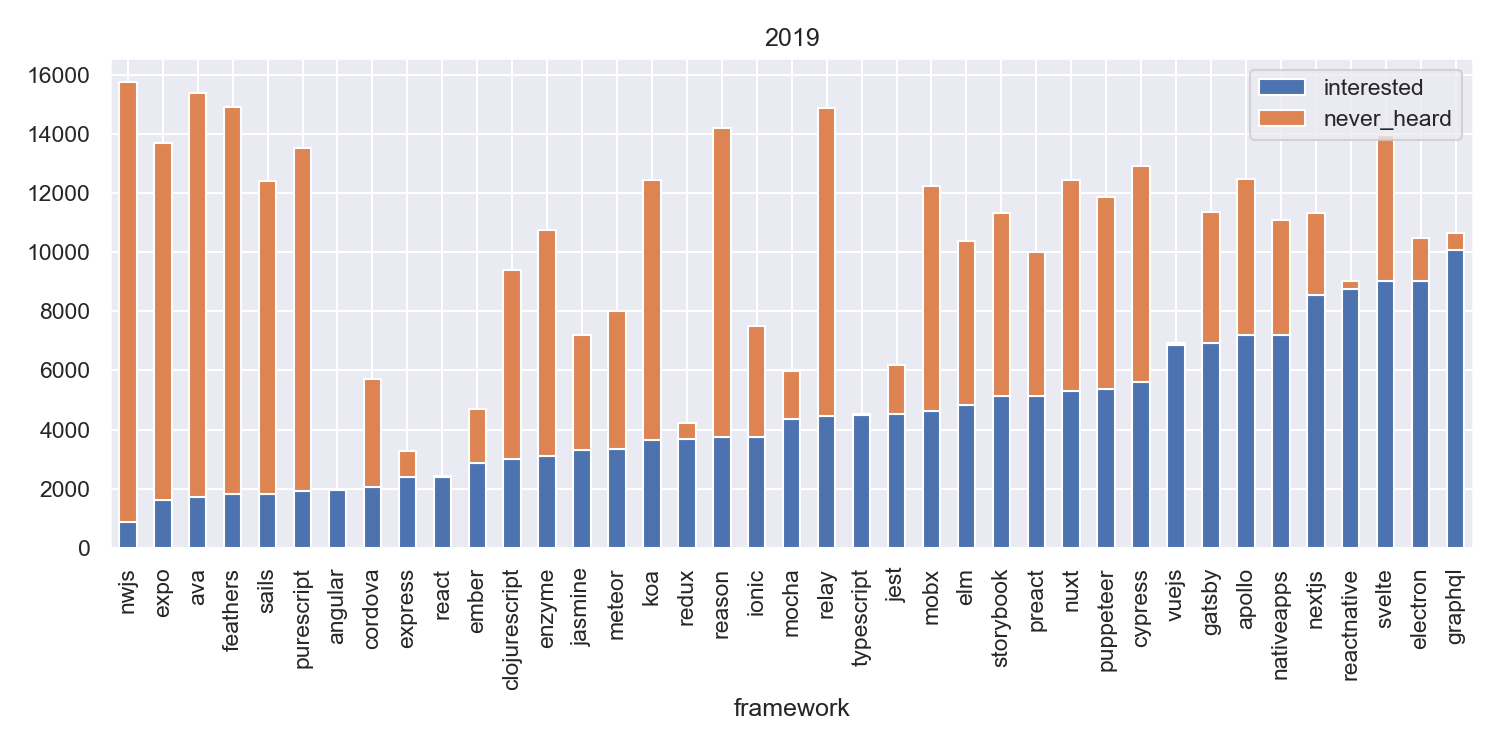 2019
16000
14000
12000
10000
8000
6000
4000
2000
0
interested
never_heard
nwjs
expo
ava
feathers
sails
purescript
angular
cordova
express
react
ember
clojurescript
enzyme
jasmine
meteor
koa
redux
reason
ionic
mocha
relay
typescript
jest
mobx
elm
storybook
preact
nuxt
puppeteer
cypress
vuejs
gatsby
apollo
nativeapps
nextjs
reactnative
svelte
electron
graphql
framework